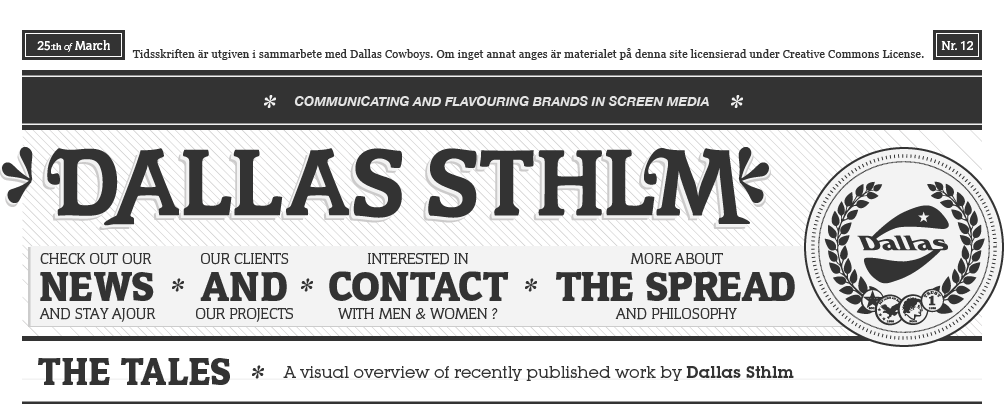 25:th of March
Tidsskriften är utgiven i sammarbete med Dallas Cowboys. Om inget annat anges är materialet på denna site licensierad under Creative Commons License.
Nr. 12
* COMMUNICATING AND FLAVOURING BRANDS IN SCREEN MEDIA *
DALLAS STHLM
Dallas
1
CHECK OUT OUR
NEWS
AND STAY AJOUR
*
OUR CLIENTS
AND
OUR PROJECTS
*
INTERESTED IN
CONTACT
WITH MEN & WOMEN ?
*
MORE ABOUT
THE SPREAD
AND PHILOSOPHY
THE TALES * A visual overview of recently published work by Dallas Sthlm